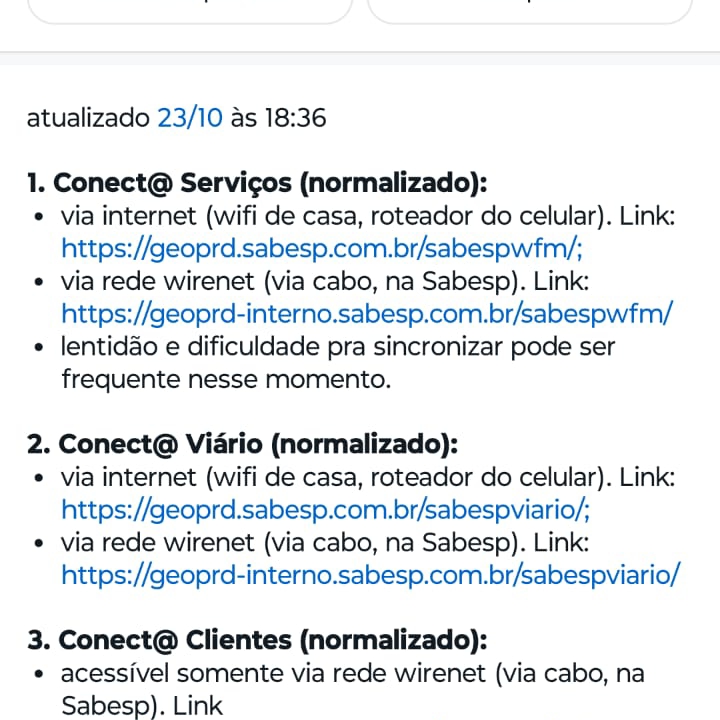 atualizado 23/10 às 18:36
1. Conect@ Serviços (normalizado):
• via internet (wifi de casa, roteador do celular). Link:
https://geoprd.sabesp.com.br/sabespwfm/;
• via rede wirenet (via cabo, na Sabesp). Link:
https://geoprd-interno.sabesp.com.br/sabespwfm/
• lentidão e dificuldade pra sincronizar pode ser
frequente nesse momento.
2. Conect@ Viário (normalizado):
• via internet (wifi de casa, roteador do celular). Link:
https://geoprd.sabesp.com.br/sabespviario/;
• via rede wirenet (via cabo, na Sabesp). Link:
https://geoprd-interno.sabesp.com.br/sabespviario/
3. Conect@ Clientes (normalizado):
• acessível somente via rede wirenet (via cabo, na
Sabesp). Link